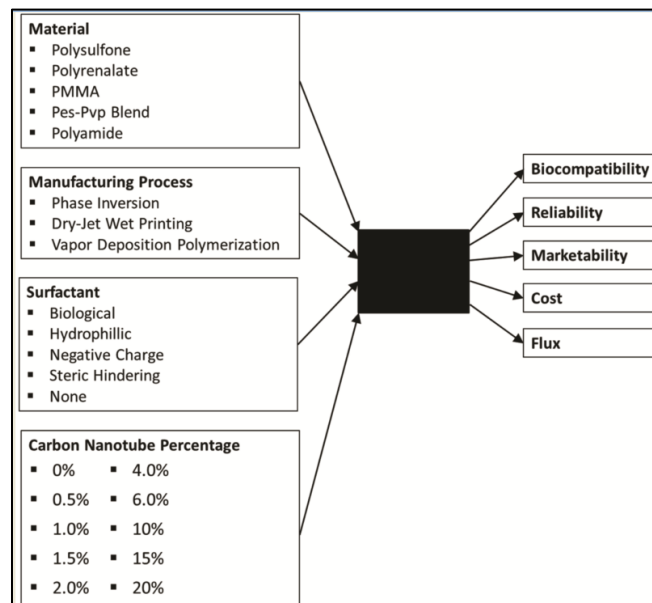 Material
▪ Polysulfone
▪ Polyrenalate
▪ PMMA
▪ Pes-Pvp Blend
▪ Polyamide
Manufacturing Process
▪ Phase Inversion
▪ Dry-Jet Wet Printing
▪ Vapor Deposition Polymerization
Surfactant
▪ Biological
▪ Hydrophillic
▪ Negative Charge
▪ Steric Hindering
▪ None
Carbon Nanotube Percentage
▪ 0% ▪ 4.0%
▪ 0.5% ▪ 6.0%
▪ 1.0% ▪ 10%
▪ 1.5% ▪ 15%
▪ 2.0% ▪ 20%
Biocompatibility
Reliability
Marketability
Cost
Flux